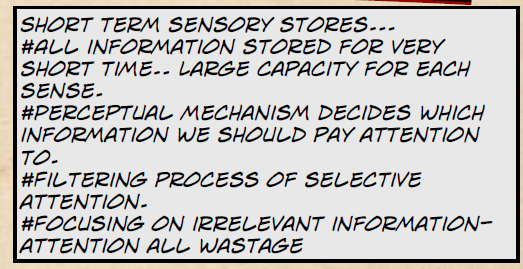 SHORT TERM SENSORY STORES...
#ALL INFORMATION STORED FOR VERY
SHORT TIME.. LARGE CAPACITY FOR EACH
SENSE.
#PERCEPTUAL MECHANISM DECIDES WHICH
INFORMATION WE SHOULD PAY ATTENTION
TO.
#FILTERING PROCESS OF SELECTIVE
ATTENTION.
#FOCUSING ON IRRELEVANT INFORMATION-
ATTENTION ALL WASTAGE